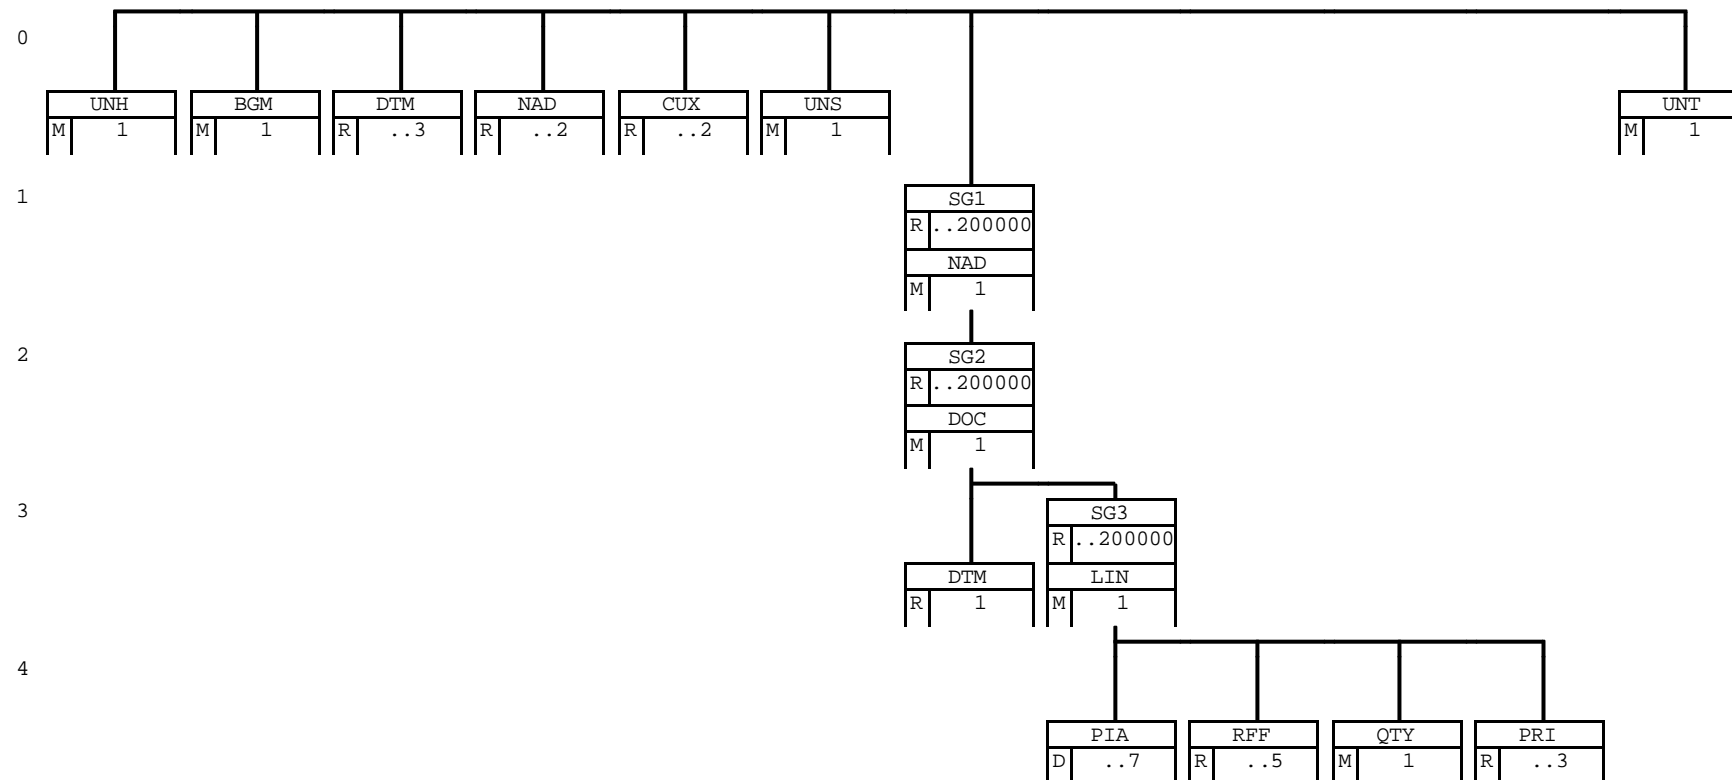 0
UNH BGM DTM NAD CUX UNS UNT
M 1 M 1 R ..3 R ..2 R ..2 M 1 M 1
1
SG1
R ..200000
NAD
M 1
2
SG2
R ..200000
DOC
M 1
3
SG3
R ..200000
DTM LIN
R 1 M 1
4
PIA RFF QTY PRI
D ..7 R ..5 M 1 R ..3